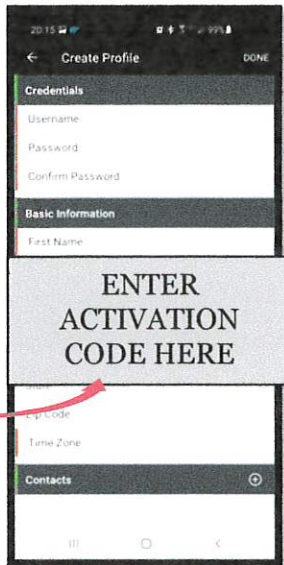 20:15 99%
← Create Profile DONE
Credentials
Username
Password
Confirm Password
Basic Information
First Name
ENTER
ACTIVATION
CODE HERE
State
Zip Code
Time Zone
Contacts